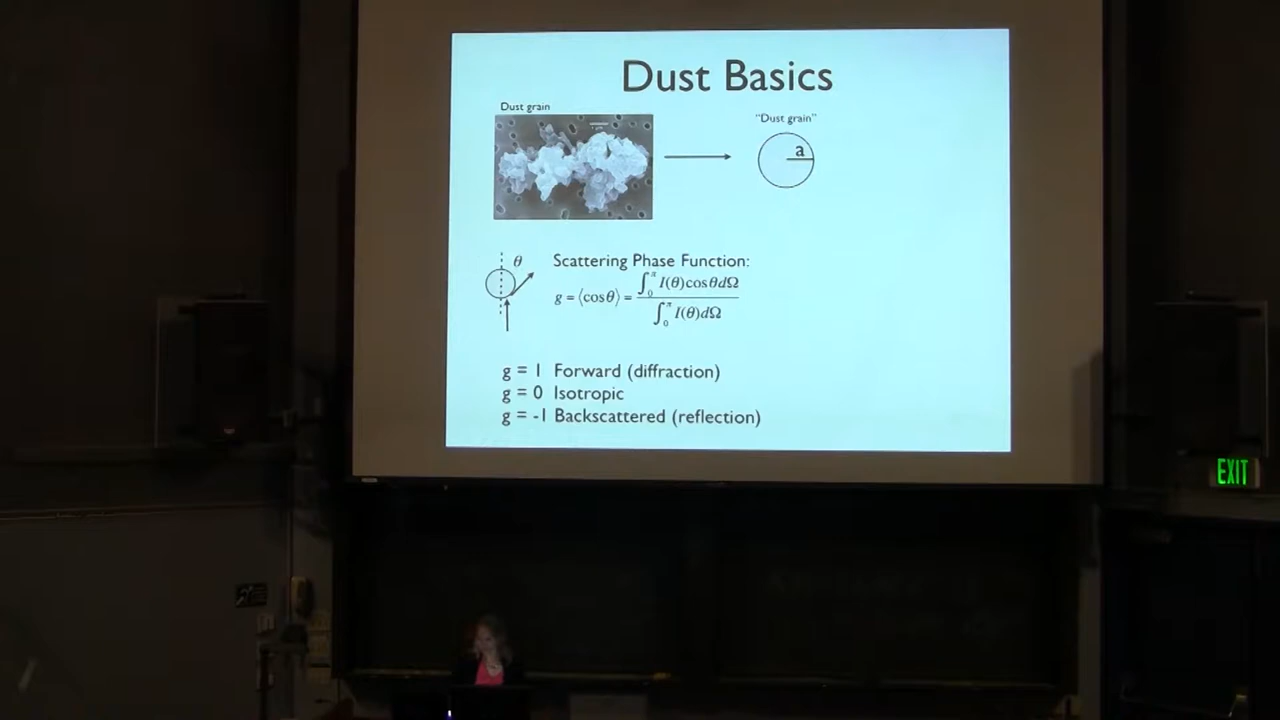 Dust Basics
Dust grain
"Dust grain"
a
θ
Scattering Phase Function:
g = ⟨cosθ⟩ = ∫₀^π I(θ)cosθdΩ / ∫₀^π I(θ)dΩ
g = 1 Forward (diffraction)
g = 0 Isotropic
g = -1 Backscattered (reflection)
EXIT